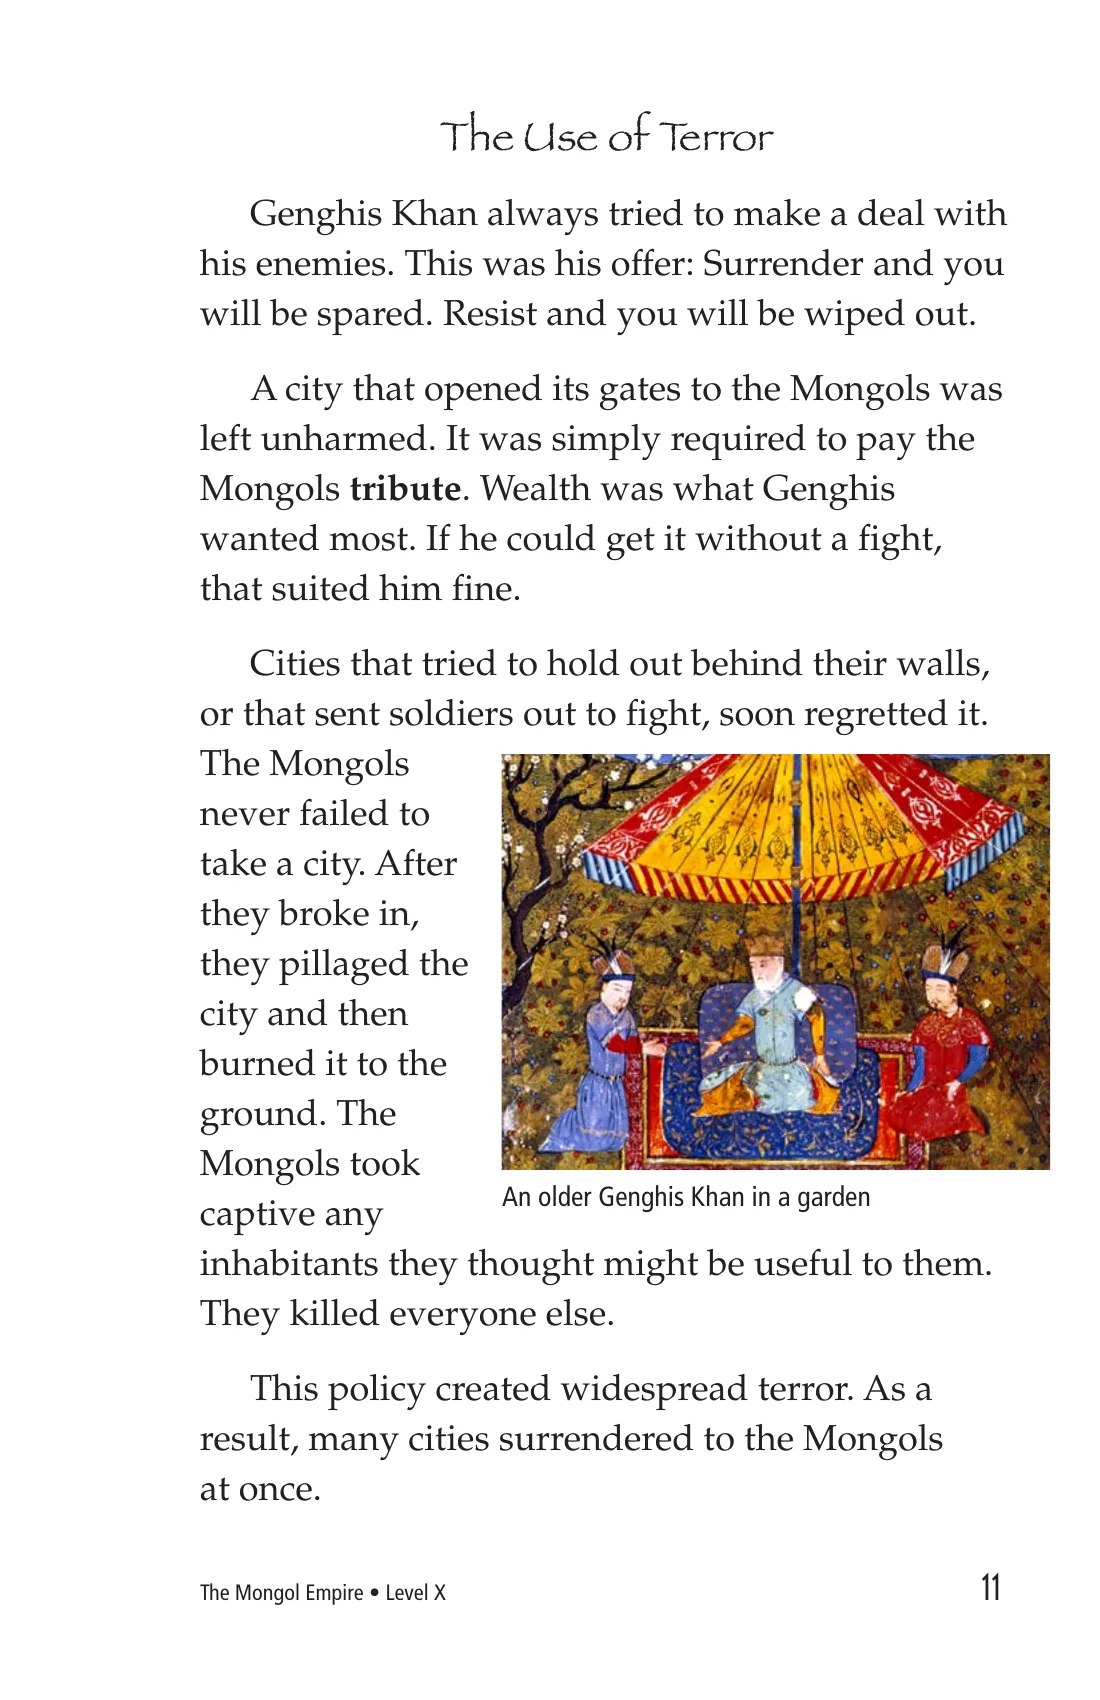 The Use of Terror
Genghis Khan always tried to make a deal with
his enemies. This was his offer: Surrender and you
will be spared. Resist and you will be wiped out.
A city that opened its gates to the Mongols was
left unharmed. It was simply required to pay the
Mongols tribute. Wealth was what Genghis
wanted most. If he could get it without a fight,
that suited him fine.
Cities that tried to hold out behind their walls,
or that sent soldiers out to fight, soon regretted it.
The Mongols
never failed to
take a city. After
they broke in,
they pillaged the
city and then
burned it to the
ground. The
Mongols took
captive any
inhabitants they thought might be useful to them.
They killed everyone else.
An older Genghis Khan in a garden
This policy created widespread terror. As a
result, many cities surrendered to the Mongols
at once.
The Mongol Empire • Level X
11